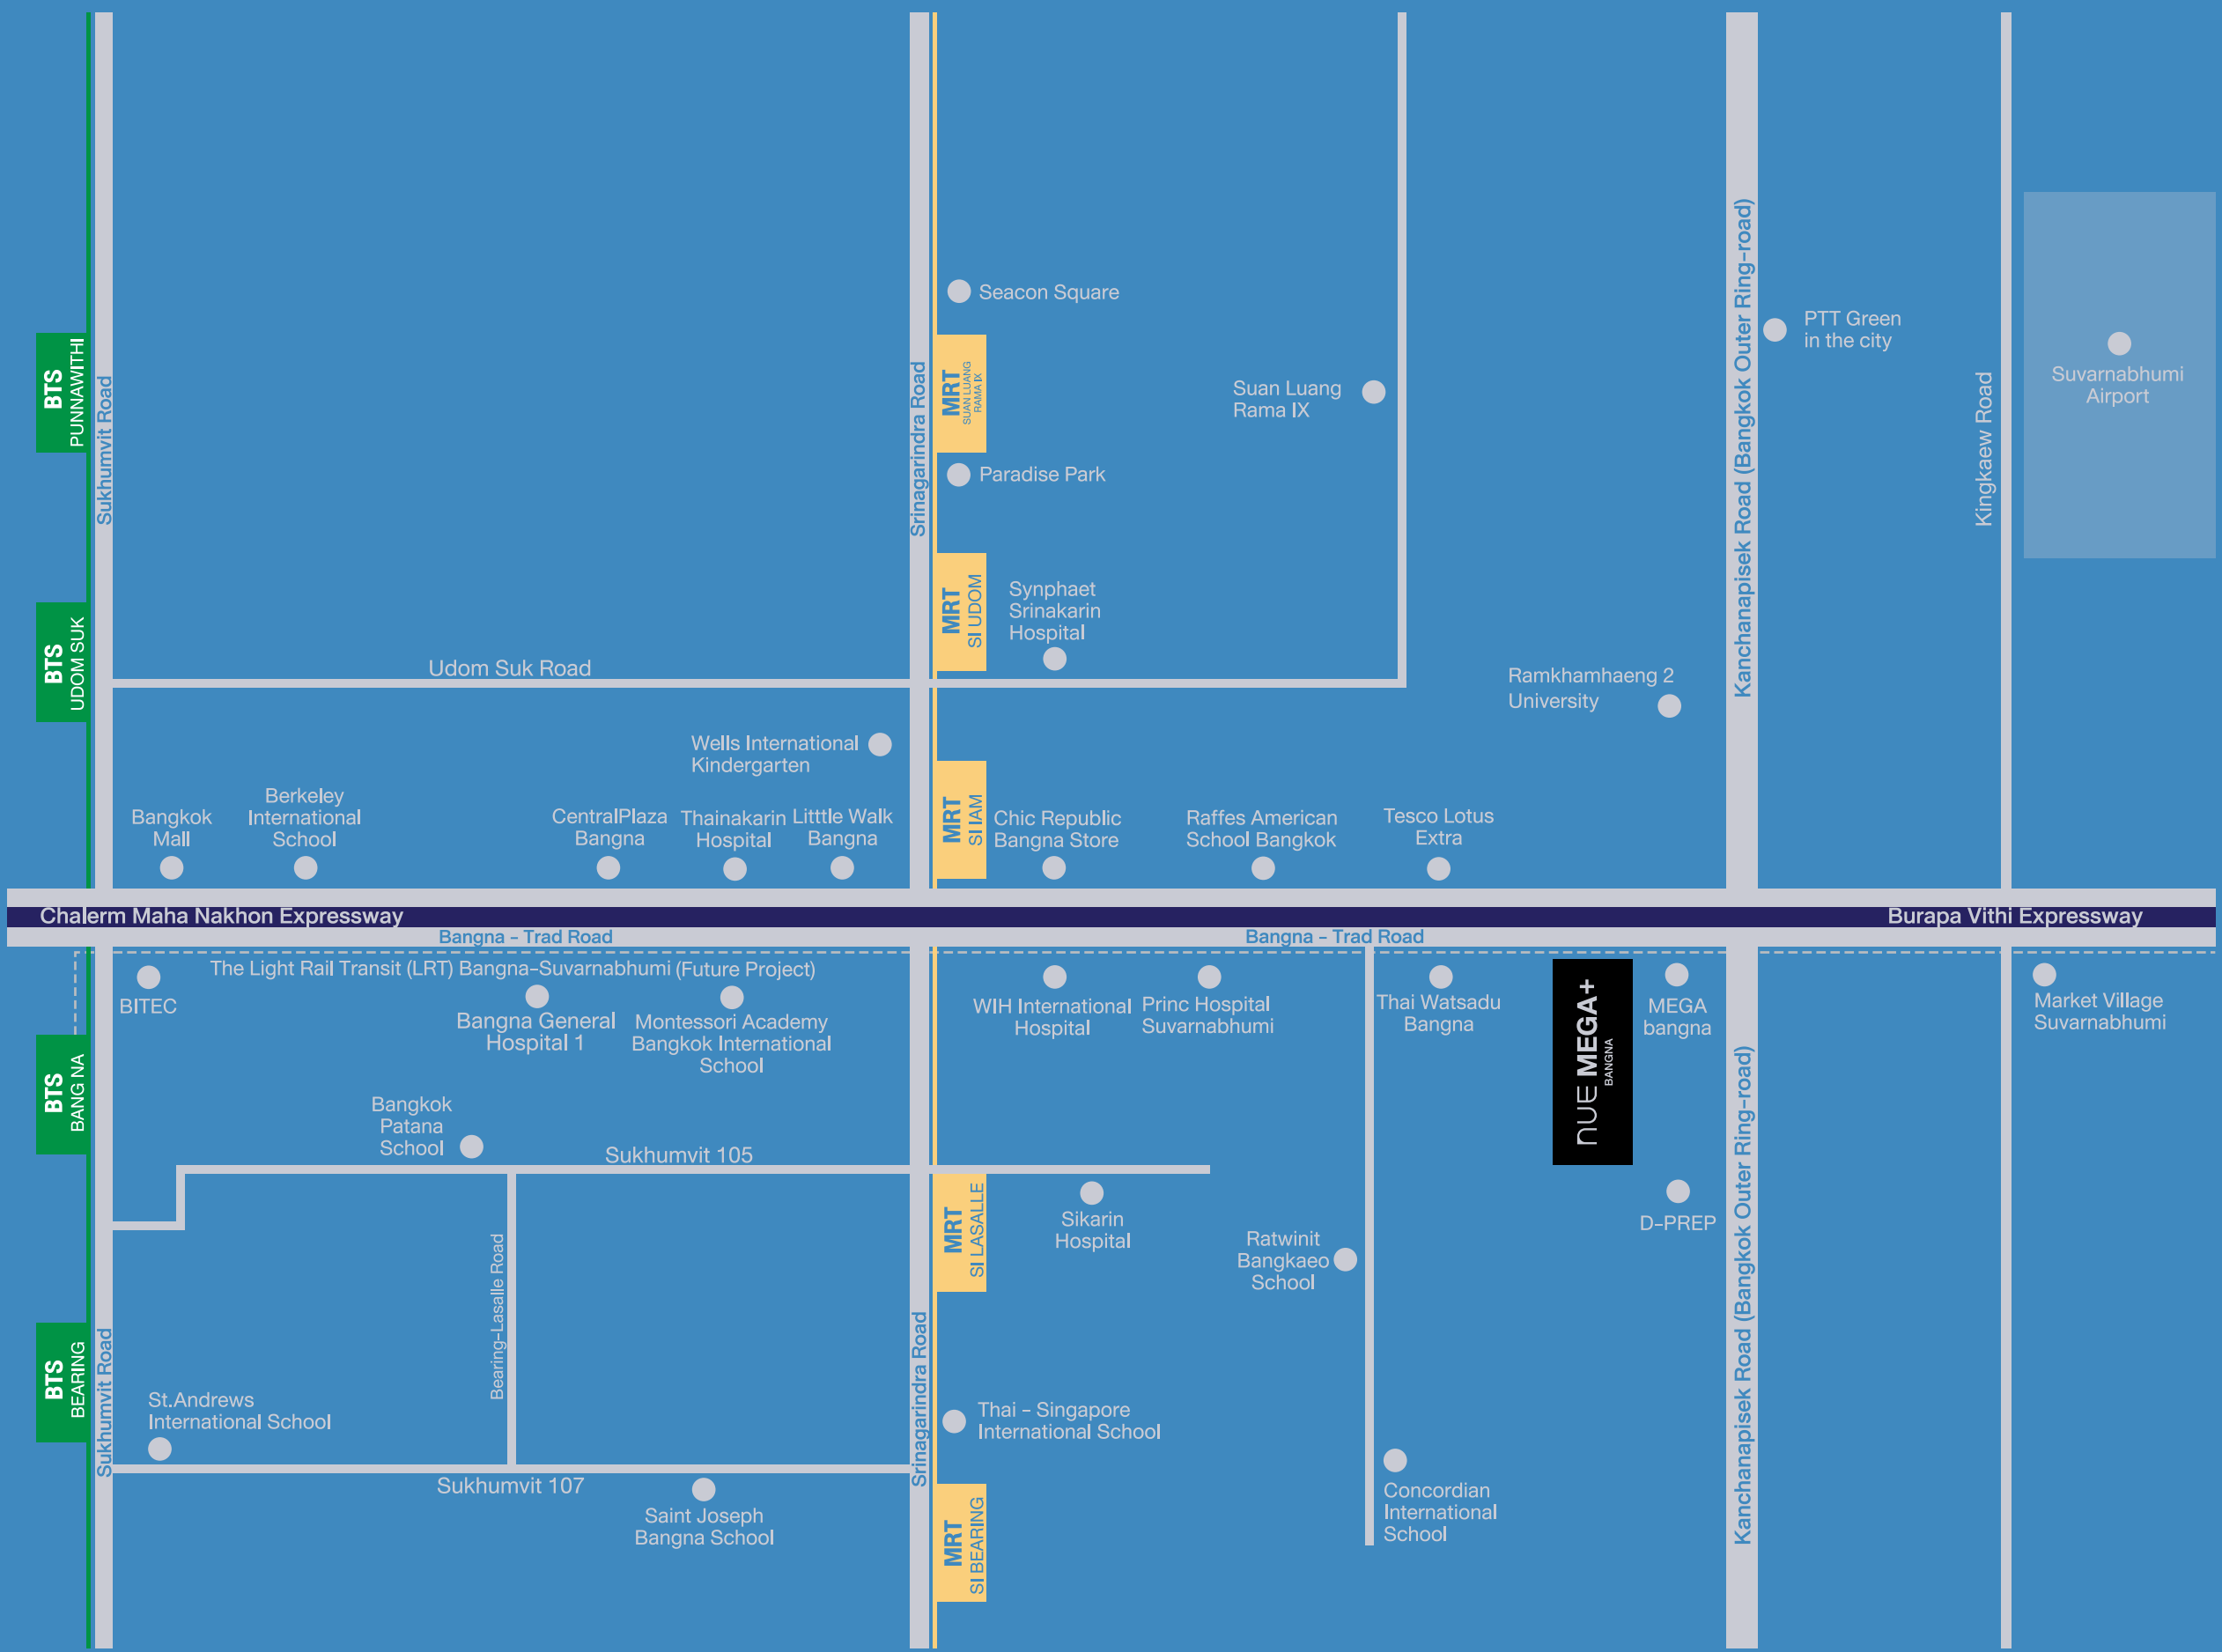 Seacon Square
PTT Green
in the city
BTS
PUNNAWITHI
Sukhumvit Road
Srinagarindra Road
MRT
SUAN LUANG
RAMA IX
Suan Luang
Rama IX
Kanchanapisek Road (Bangkok Outer Ring-road)
Kingkaew Road
Suvarnabhumi
Airport
Paradise Park
BTS
UDOM SUK
MRT
SI UDOM
Synphaet
Srinakarin
Hospital
Udom Suk Road
Ramkhamhaeng 2
University
Wells International
Kindergarten
Bangkok
Mall
Berkeley
International
School
CentralPlaza
Bangna
Thainakarin
Hospital
Litttle Walk
Bangna
MRT
SI IAM
Chic Republic
Bangna Store
Raffes American
School Bangkok
Tesco Lotus
Extra
Chalerm Maha Nakhon Expressway
Burapa Vithi Expressway
Bangna - Trad Road
Bangna - Trad Road
The Light Rail Transit (LRT) Bangna-Suvarnabhumi (Future Project)
BITEC
Bangna General
Hospital 1
Montessori Academy
Bangkok International
School
WIH International
Hospital
Princ Hospital
Suvarnabhumi
Thai Watsadu
Bangna
nUE MEGA+
BANGNA
MEGA
bangna
Market Village
Suvarnabhumi
BTS
BANG NA
Bangkok
Patana
School
Sukhumvit 105
MRT
SI LASALLE
Sikarin
Hospital
Ratwinit
Bangkaeo
School
D-PREP
Kanchanapisek Road (Bangkok Outer Ring-road)
Bearing-Lasalle Road
BTS
BEARING
Sukhumvit Road
St.Andrews
International School
Srinagarindra Road
Thai - Singapore
International School
Sukhumvit 107
Saint Joseph
Bangna School
MRT
SI BEARING
Concordian
International
School